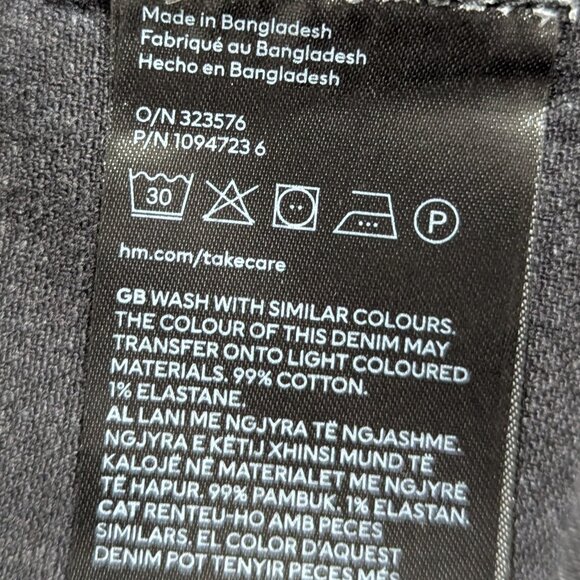 Made in Bangladesh
Fabriqué au Bangladesh
Hecho en Bangladesh
O/N 323576
P/N 1094723 6
30
P
hm.com/takecare
GB WASH WITH SIMILAR COLOURS.
THE COLOUR OF THIS DENIM MAY
TRANSFER ONTO LIGHT COLOURED
MATERIALS. 99% COTTON.
1% ELASTANE.
AL LANI ME NGJYRA TË NGJASHME.
NGJYRA E KËTIJ XHINSI MUND TË
KALOJË NË MATERIALET ME NGJYRË
TË HAPUR. 99% PAMBUK. 1% ELASTAN.
CAT RENTEU-HO AMB PECES
SIMILARS. EL COLOR D'AQUEST
DENIM POT TENYIR PECES MÉS